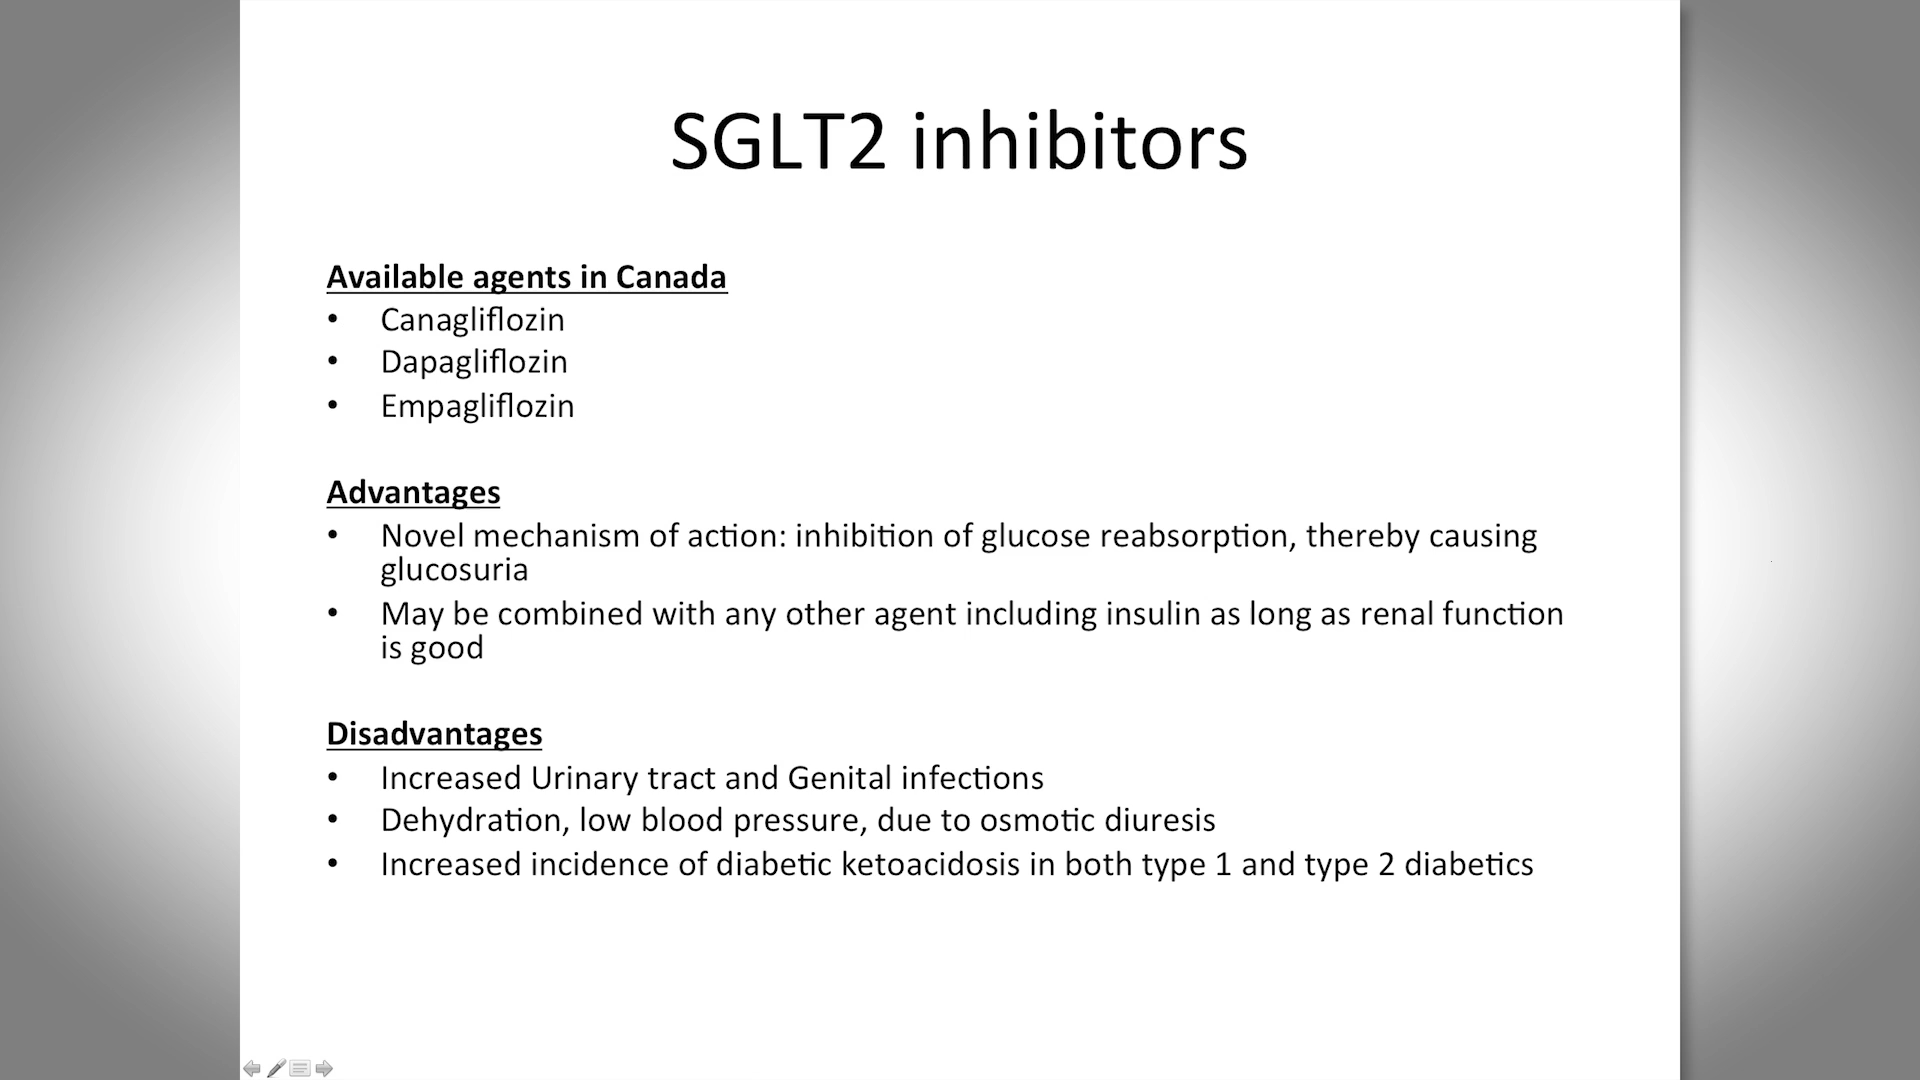 SGLT2 inhibitors
Available agents in Canada
• Canagliflozin
• Dapagliflozin
• Empagliflozin
Advantages
• Novel mechanism of action: inhibition of glucose reabsorption, thereby causing
glucosuria
• May be combined with any other agent including insulin as long as renal function
is good
Disadvantages
• Increased Urinary tract and Genital infections
• Dehydration, low blood pressure, due to osmotic diuresis
• Increased incidence of diabetic ketoacidosis in both type 1 and type 2 diabetics